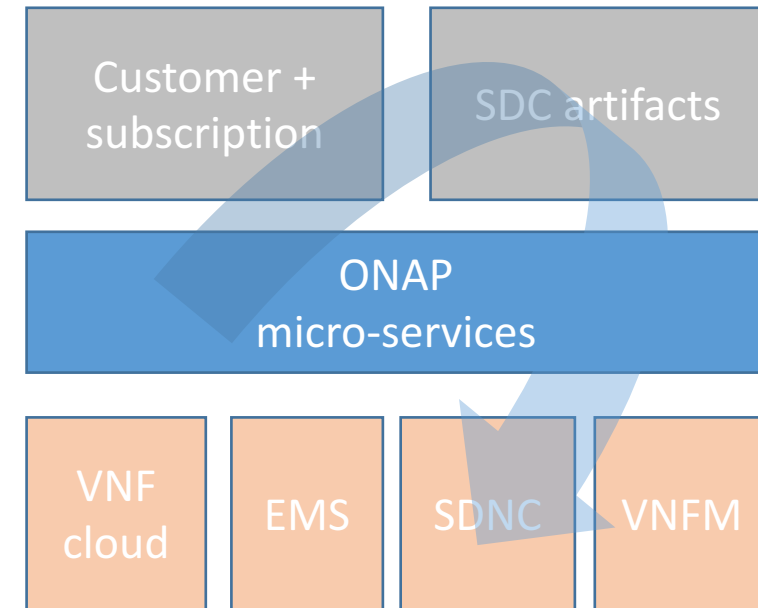 Customer +
subscription
SDC artifacts
ONAP
micro-services
VNF
cloud
EMS
SDNC
VNFM